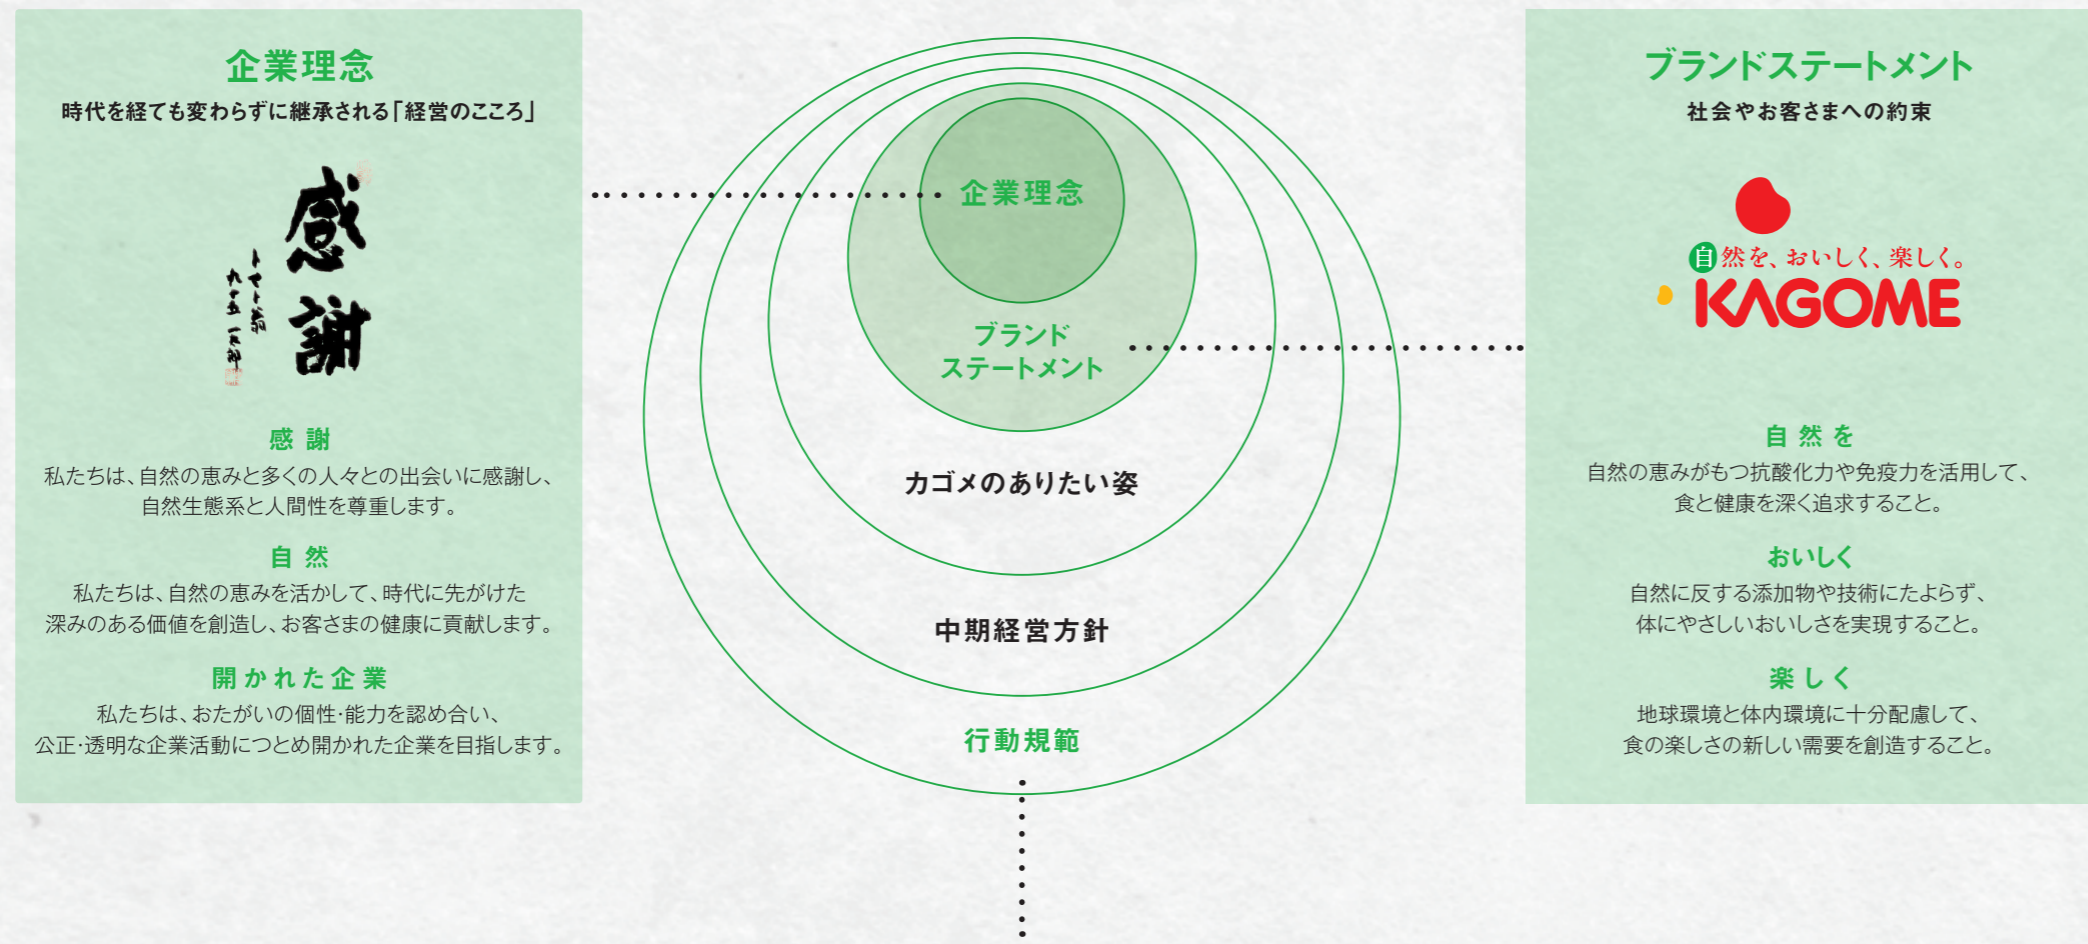 企業理念
時代を経ても変わらずに継承される「経営のこころ」
感謝
感謝
私たちは、自然の恵みと多くの人々との出会いに感謝し、
自然生態系と人間性を尊重します。
自然
私たちは、自然の恵みを活かして、時代に先がけた
深みのある価値を創造し、お客さまの健康に貢献します。
開かれた企業
私たちは、おたがいの個性・能力を認め合い、
公正・透明な企業活動につとめ開かれた企業を目指します。
企業理念
ブランド
ステートメント
カゴメのありたい姿
中期経営方針
行動規範
ブランドステートメント
社会やお客さまへの約束
自然を、おいしく、楽しく。
KAGOME
自然を
自然の恵みがもつ抗酸化力や免疫力を活用して、
食と健康を深く追求すること。
おいしく
自然に反する添加物や技術にたよらず、
体にやさしいおいしさを実現すること。
楽しく
地球環境と体内環境に十分配慮して、
食の楽しさの新しい需要を創造すること。